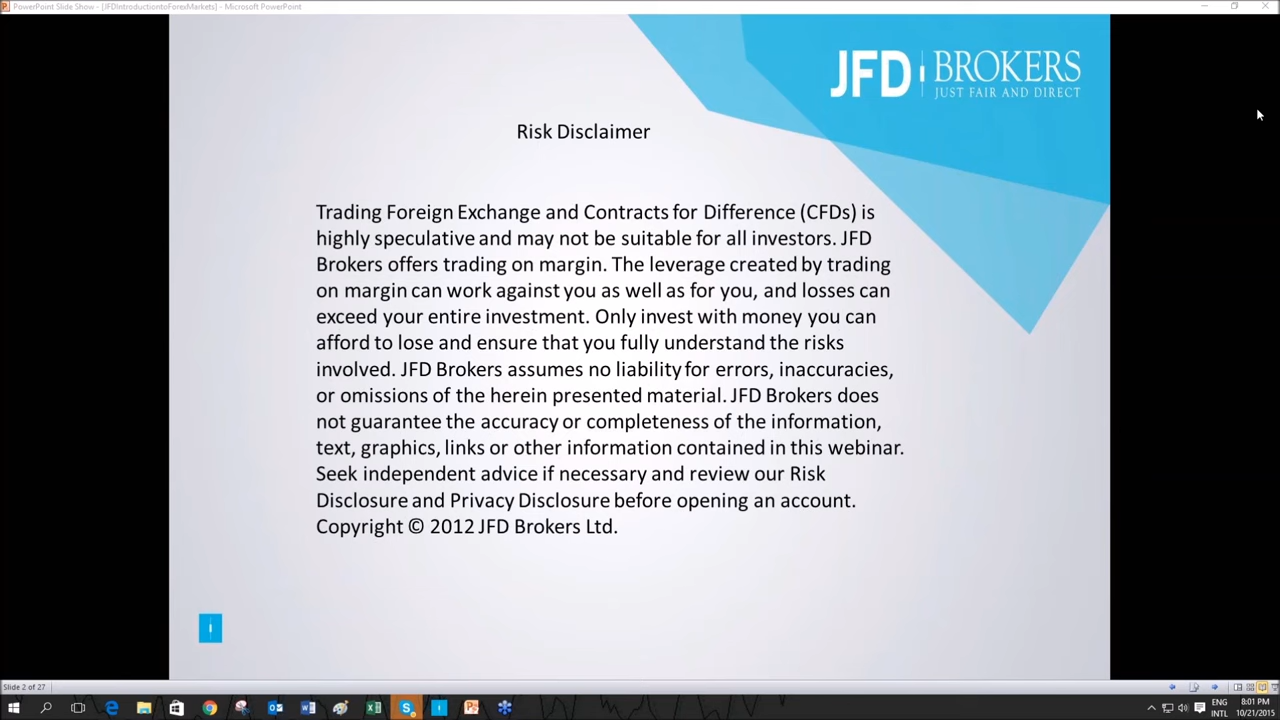 PowerPoint Slide Show - [JFDIntroductiontoForexMarkets] - Microsoft PowerPoint
JFD BROKERS
JUST FAIR AND DIRECT
Risk Disclaimer
Trading Foreign Exchange and Contracts for Difference (CFDs) is
highly speculative and may not be suitable for all investors. JFD
Brokers offers trading on margin. The leverage created by trading
on margin can work against you as well as for you, and losses can
exceed your entire investment. Only invest with money you can
afford to lose and ensure that you fully understand the risks
involved. JFD Brokers assumes no liability for errors, inaccuracies,
or omissions of the herein presented material. JFD Brokers does
not guarantee the accuracy or completeness of the information,
text, graphics, links or other information contained in this webinar.
Seek independent advice if necessary and review our Risk
Disclosure and Privacy Disclosure before opening an account.
Copyright © 2012 JFD Brokers Ltd.
Slide 2 of 27
ENG 8:01 PM
INTL 10/21/2015